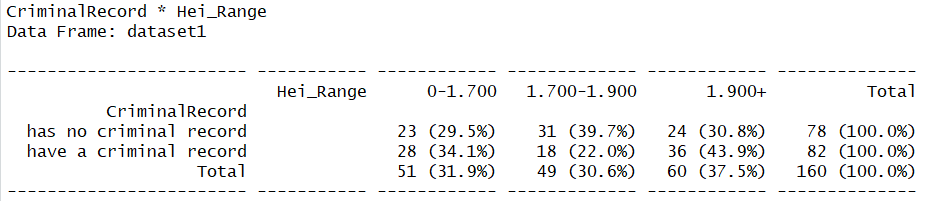 CriminalRecord * Hei_Range
Data Frame: dataset1
------------------------ ----------- ------------ ------------- ------------ --------------
Hei_Range 0-1.700 1.700-1.900 1.900+ Total
CriminalRecord
has no criminal record 23 (29.5%) 31 (39.7%) 24 (30.8%) 78 (100.0%)
have a criminal record 28 (34.1%) 18 (22.0%) 36 (43.9%) 82 (100.0%)
Total 51 (31.9%) 49 (30.6%) 60 (37.5%) 160 (100.0%)
------------------------ ----------- ------------ ------------- ------------ --------------